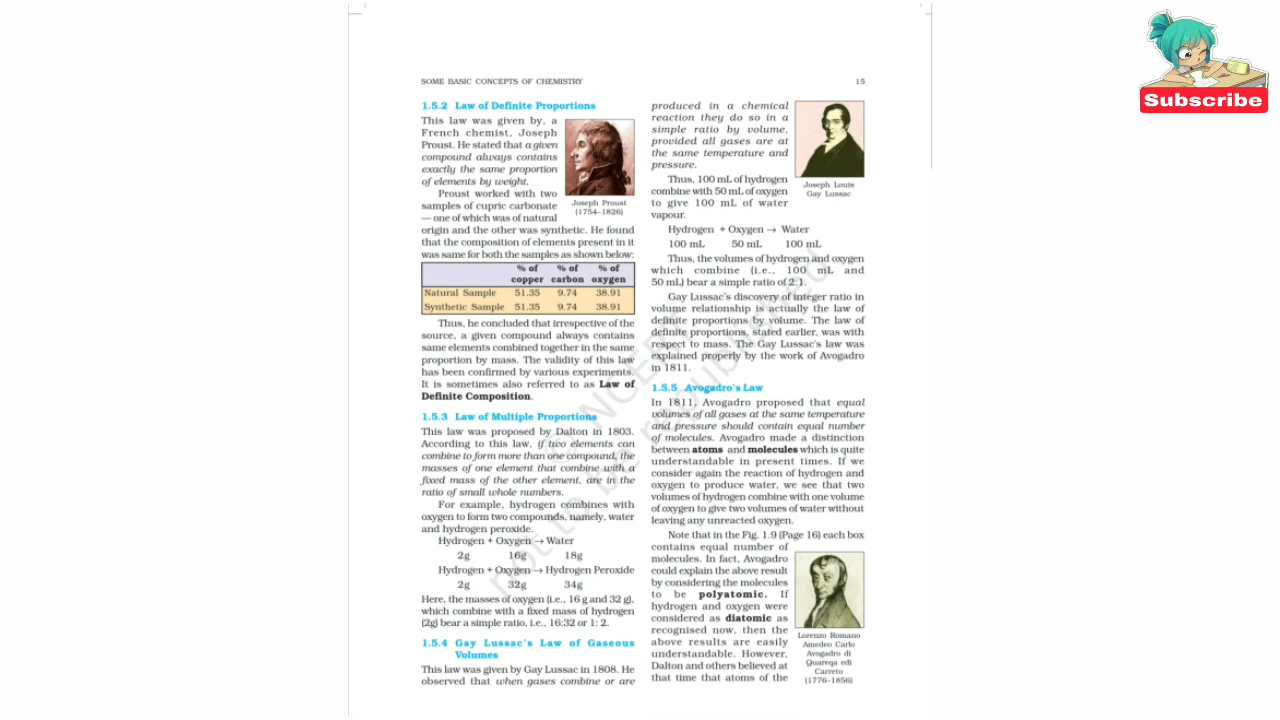 SOME BASIC CONCEPTS OF CHEMISTRY
15
1.5.2 Law of Definite Proportions
This law was given by, a
French chemist, Joseph
Proust. He stated that a given
compound always contains
exactly the same proportion
of elements by weight.
Proust worked with two
samples of cupric carbonate
— one of which was of natural
origin and the other was synthetic. He found
that the composition of elements present in it
was same for both the samples as shown below:
Joseph Proust
(1754–1826)
% of copper % of carbon % of oxygen
Natural Sample 51.35 9.74 38.91
Synthetic Sample 51.35 9.74 38.91
Thus, he concluded that irrespective of the
source, a given compound always contains
same elements combined together in the same
proportion by mass. The validity of this law
has been confirmed by various experiments.
It is sometimes also referred to as Law of
Definite Composition.
1.5.3 Law of Multiple Proportions
This law was proposed by Dalton in 1803.
According to this law, if two elements can
combine to form more than one compound, the
masses of one element that combine with a
fixed mass of the other element, are in the
ratio of small whole numbers.
For example, hydrogen combines with
oxygen to form two compounds, namely, water
and hydrogen peroxide.
Hydrogen + Oxygen → Water
2g 16g 18g
Hydrogen + Oxygen → Hydrogen Peroxide
2g 32g 34g
Here, the masses of oxygen (i.e., 16 g and 32 g),
which combine with a fixed mass of hydrogen
(2g) bear a simple ratio, i.e., 16:32 or 1: 2.
1.5.4 Gay Lussac's Law of Gaseous
Volumes
This law was given by Gay Lussac in 1808. He
observed that when gases combine or are
produced in a chemical
reaction they do so in a
simple ratio by volume,
provided all gases are at
the same temperature and
pressure.
Thus, 100 mL of hydrogen
combine with 50 mL of oxygen
to give 100 mL of water
vapour.
Joseph Louis
Gay Lussac
Hydrogen + Oxygen → Water
100 mL 50 mL 100 mL
Thus, the volumes of hydrogen and oxygen
which combine (i.e., 100 mL and
50 mL) bear a simple ratio of 2:1.
Gay Lussac's discovery of integer ratio in
volume relationship is actually the law of
definite proportions by volume. The law of
definite proportions, stated earlier, was with
respect to mass. The Gay Lussac's law was
explained properly by the work of Avogadro
in 1811.
1.5.5 Avogadro's Law
In 1811, Avogadro proposed that equal
volumes of all gases at the same temperature
and pressure should contain equal number
of molecules. Avogadro made a distinction
between atoms and molecules which is quite
understandable in present times. If we
consider again the reaction of hydrogen and
oxygen to produce water, we see that two
volumes of hydrogen combine with one volume
of oxygen to give two volumes of water without
leaving any unreacted oxygen.
Note that in the Fig. 1.9 (Page 16) each box
contains equal number of
molecules. In fact, Avogadro
could explain the above result
by considering the molecules
to be polyatomic. If
hydrogen and oxygen were
considered as diatomic as
recognised now, then the
above results are easily
understandable. However,
Dalton and others believed at
that time that atoms of the
Lorenzo Romano
Amedeo Carlo
Avogadro di
Quareqa edi
Carreto
(1776–1856)
© NCERT
not to be republished
Subscribe